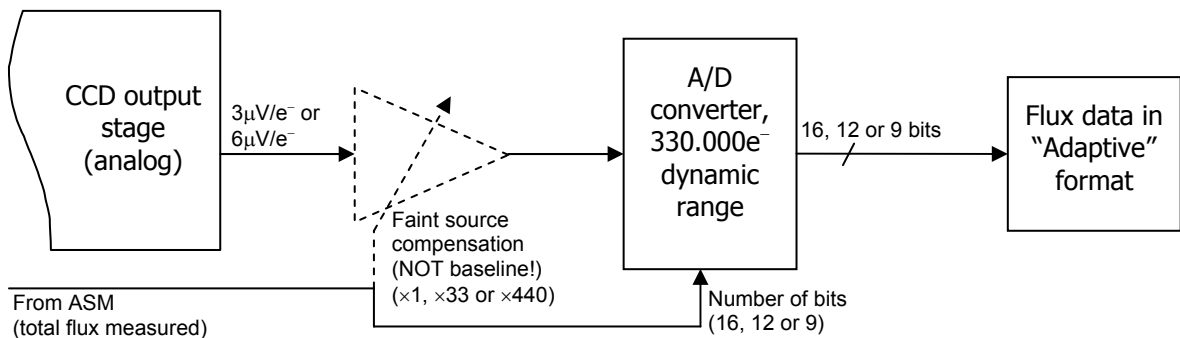 CCD output
stage
(analog)
3μV/e⁻ or
6μV/e⁻
Faint source
compensation
(NOT baseline!)
(×1, ×33 or ×440)
From ASM
(total flux measured)
A/D
converter,
330.000e⁻
dynamic
range
Number of bits
(16, 12 or 9)
16, 12 or 9 bits
Flux data in
“Adaptive”
format